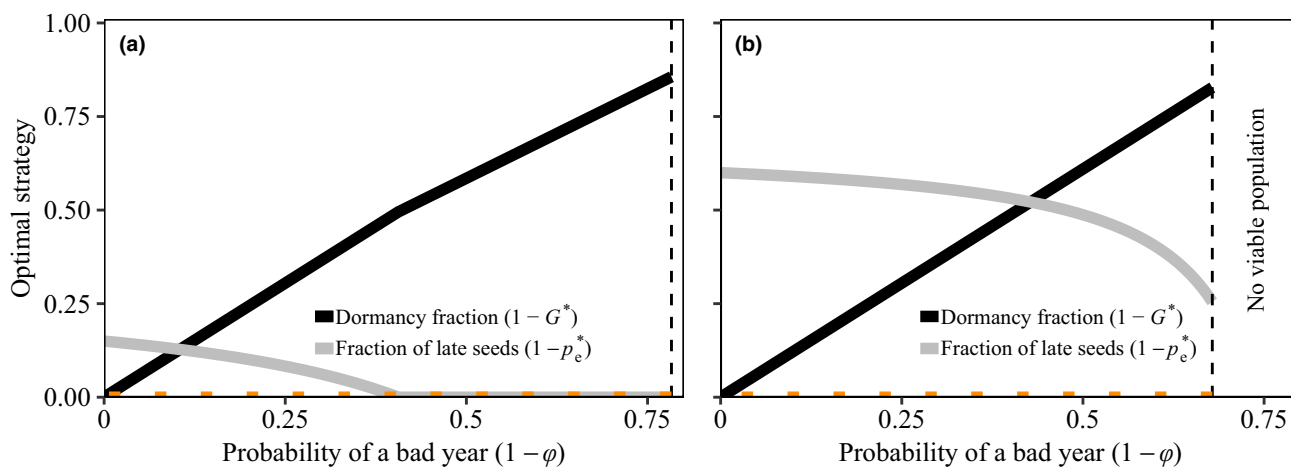 (a)
(b)
1.00
0.75
0.50
0.25
0.00
Optimal strategy
Dormancy fraction (1 − G*)
Fraction of late seeds (1 − p_e*)
Dormancy fraction (1 − G*)
Fraction of late seeds (1 − p_e*)
No viable population
0 0.25 0.5 0.75
0 0.25 0.5 0.75
Probability of a bad year (1 − φ)
Probability of a bad year (1 − φ)